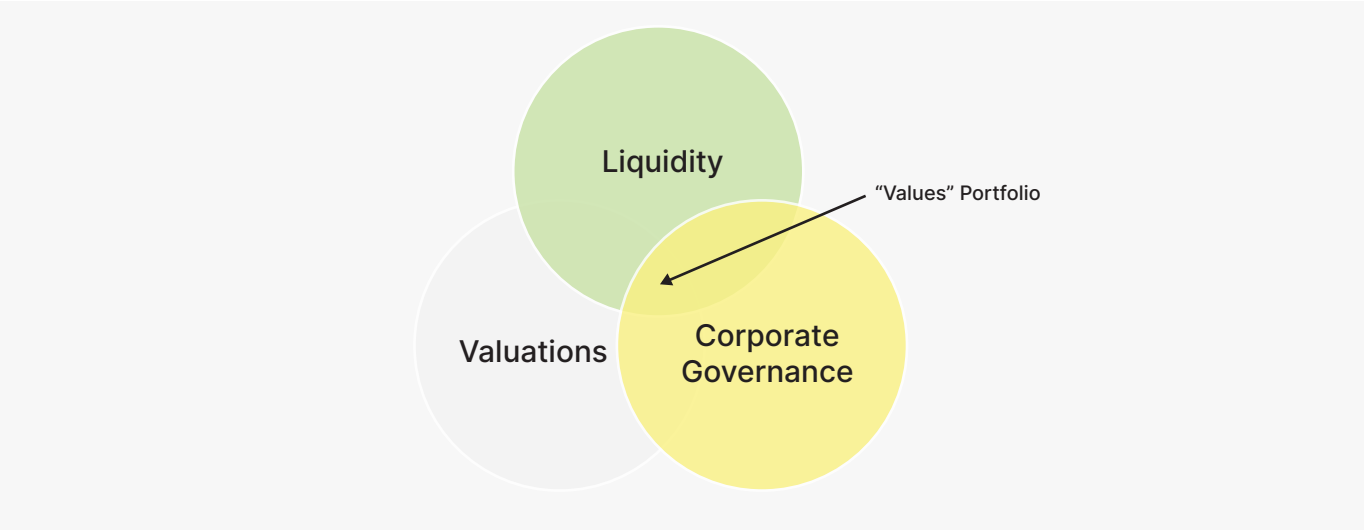 Liquidity
“Values” Portfolio
Valuations
Corporate
Governance